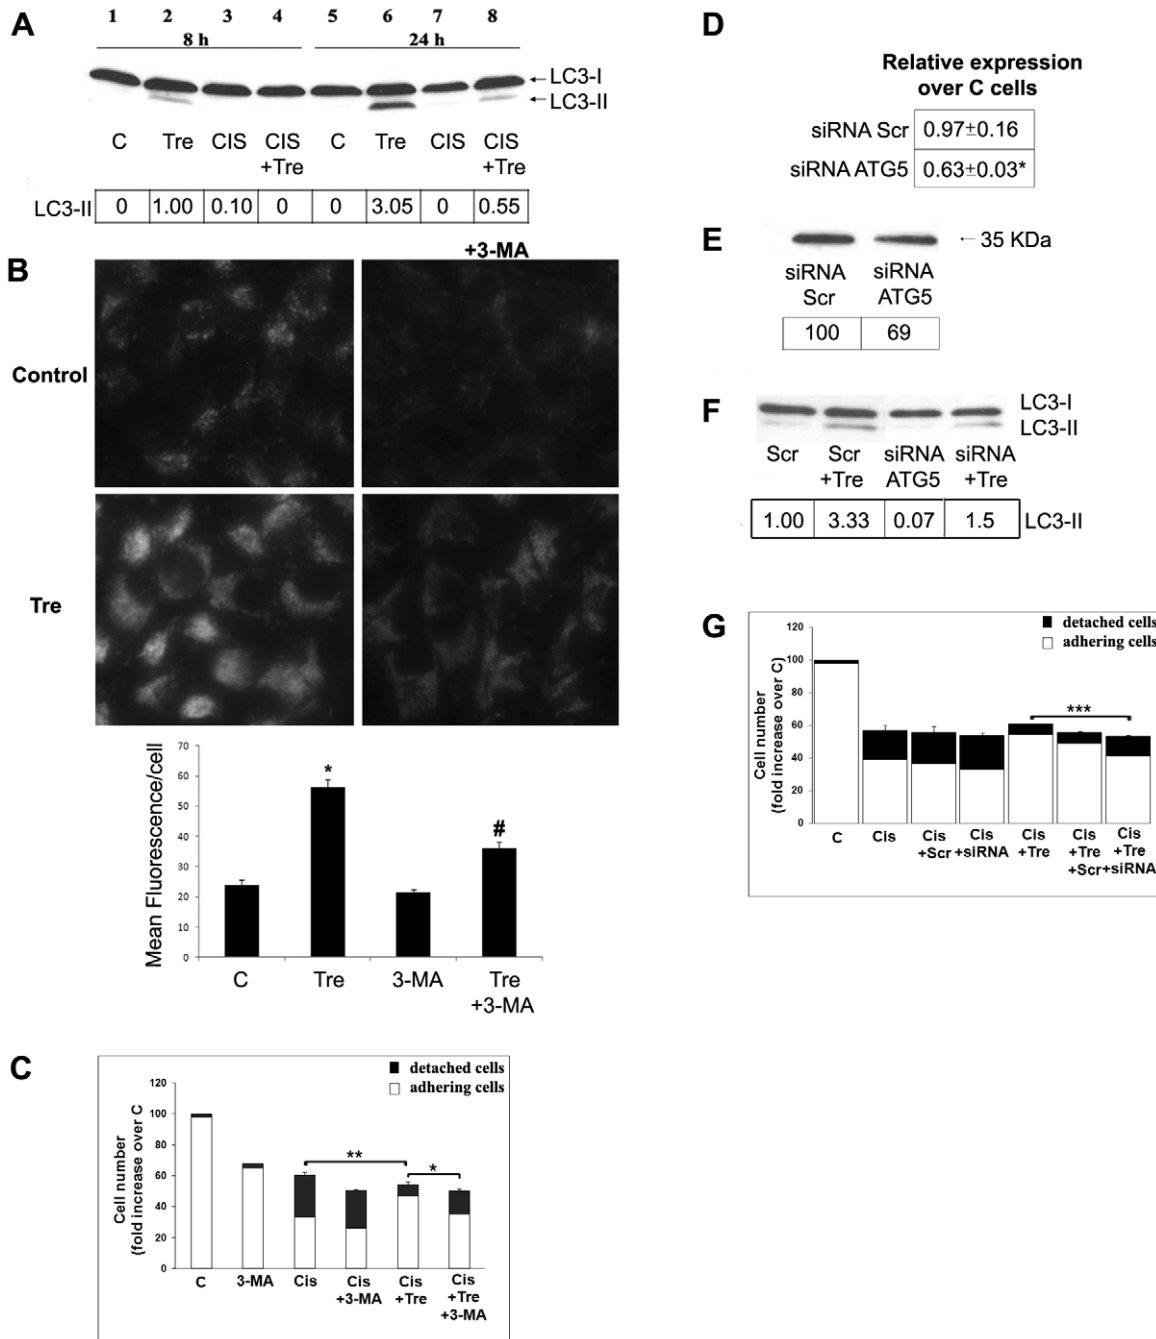 A
1 2 3 4 5 6 7 8
8 h 24 h
LC3-I
LC3-II
C Tre CIS CIS +Tre C Tre CIS CIS +Tre
LC3-II 0 1.00 0.10 0 0 3.05 0 0.55
B
+3-MA
Control
Tre
Mean Fluorescence/cell
70
60
50
40
30
20
10
0
*
#
C Tre 3-MA Tre +3-MA
C
detached cells
adhering cells
Cell number
(fold increase over C
120
100
80
60
40
20
0
**
*
C 3-MA Cis Cis +3-MA Cis +Tre Cis +Tre +3-MA
D
Relative expression
over C cells
siRNA Scr 0.97±0.16
siRNA ATG5 0.63±0.03*
E
35 KDa
siRNA Scr siRNA ATG5
100 69
F
LC3-I
LC3-II
Scr Scr +Tre siRNA ATG5 siRNA +Tre
1.00 3.33 0.07 1.5 LC3-II
G
detached cells
adhering cells
Cell number
(fold increase over C)
120
100
80
60
40
20
0
***
C Cis Cis +Scr Cis +siRNA Cis +Tre Cis +Tre +Scr Cis +Tre +siRNA